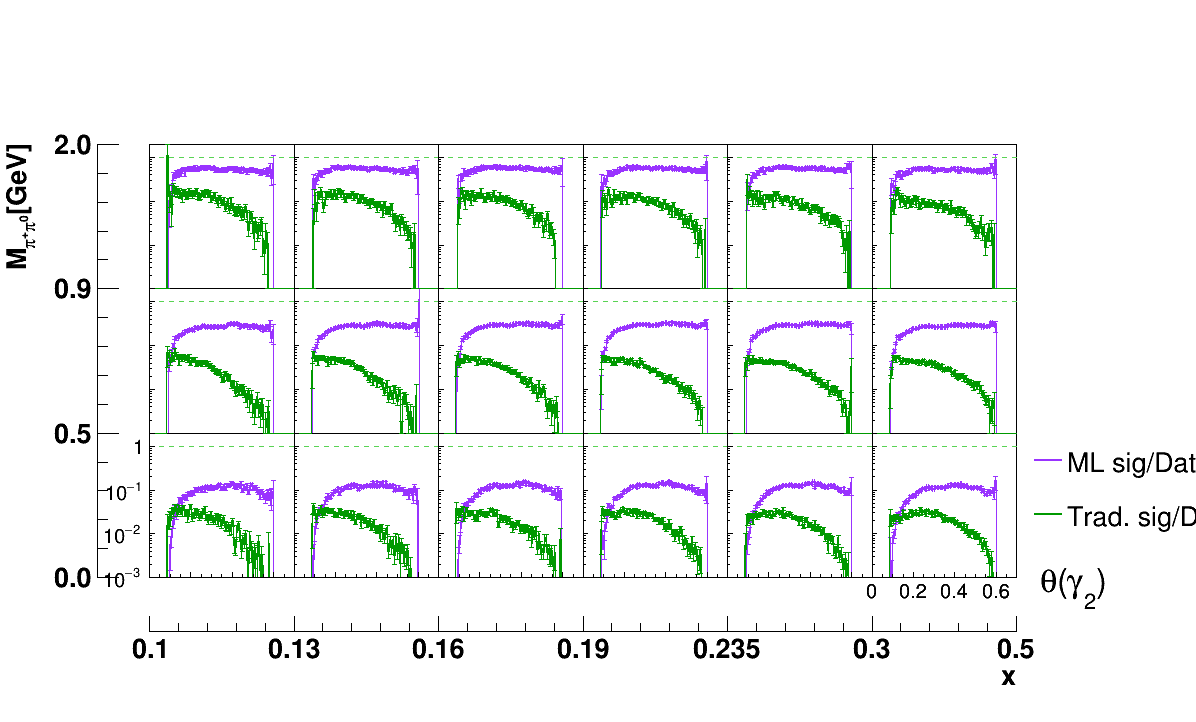 M_{π⁺π⁰} [GeV]
2.0
0.9
0.5
0.0
1
10⁻¹
10⁻²
10⁻³
ML sig/Dat
Trad. sig/D
0 0.2 0.4 0.6
θ(γ₂)
0.1 0.13 0.16 0.19 0.235 0.3 0.5
x